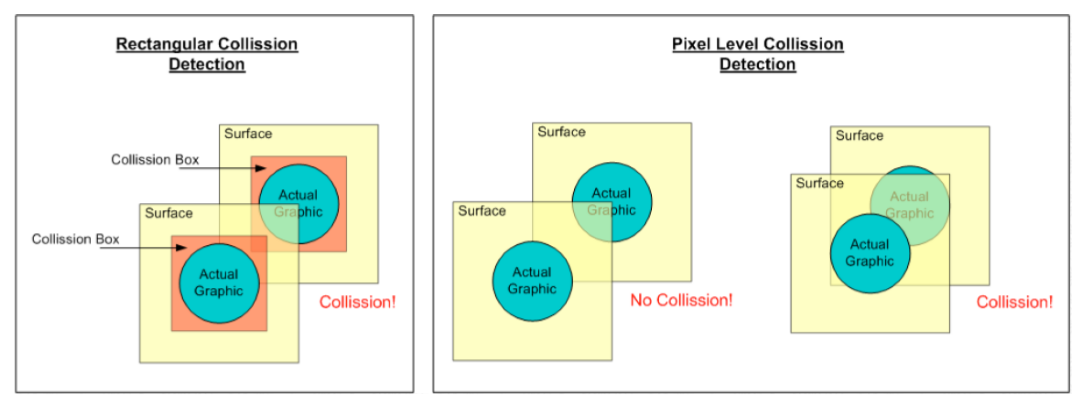 Rectangular Collission
Detection
Surface
Collission Box
Actual
Graphic
Surface
Collission Box
Actual
Graphic
Collission!
Pixel Level Collission
Detection
Surface
Actual
Graphic
Surface
Actual
Graphic
No Collission!
Surface
Actual
Graphic
Surface
Actual
Graphic
Collission!